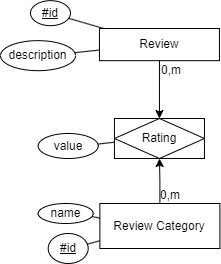 #id
Review
description
0,m
Rating
value
0,m
name
Review Category
#id